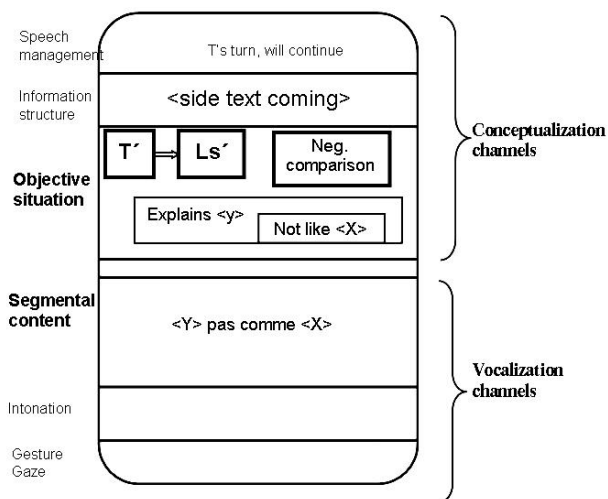 Speech
management
T's turn, will continue
Information
structure
<side text coming>
Conceptualization
channels
Objective
situation
T´
Ls´
Neg.
comparison
Explains <y>
Not like <X>
Segmental
content
<Y> pas comme <X>
Vocalization
channels
Intonation
Gesture
Gaze